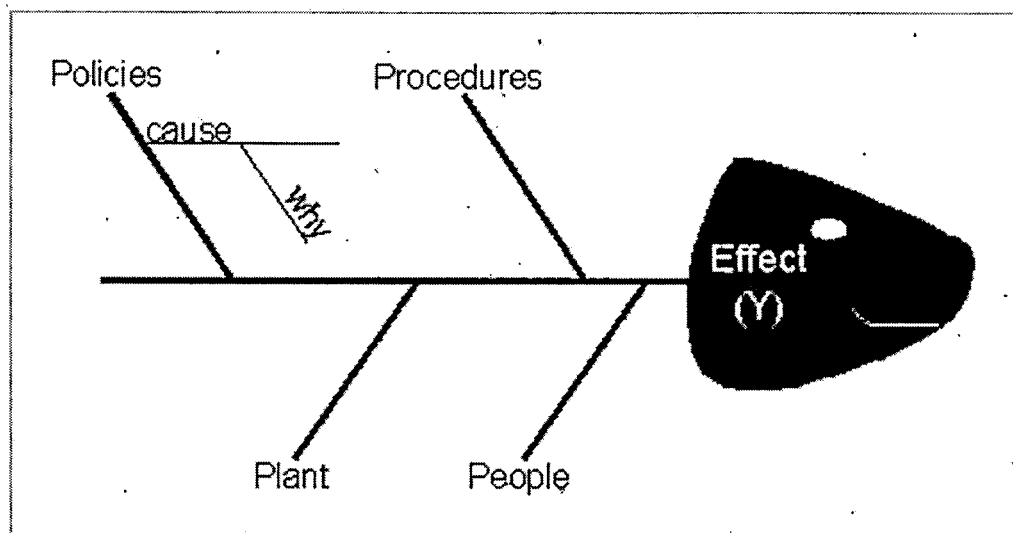 Policies
Procedures
cause
why
Effect
(Y)
Plant
People